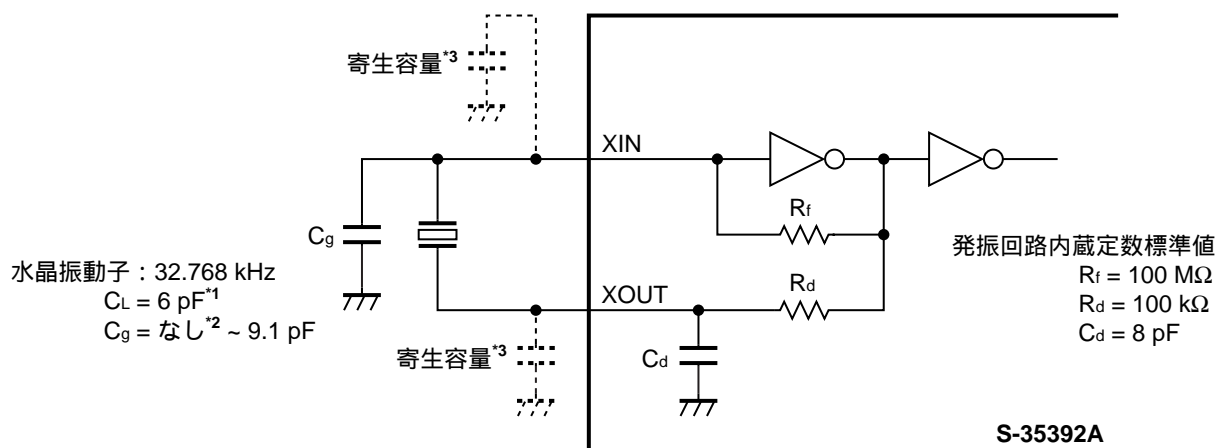 寄生容量*3
XIN
Rf
Cg
発振回路内蔵定数標準値
水晶振動子：32.768 kHz
Rf = 100 MΩ
CL = 6 pF*1
XOUT
Rd
Rd = 100 kΩ
Cg = なし*2 ~ 9.1 pF
Cd = 8 pF
寄生容量*3
Cd
S-35392A